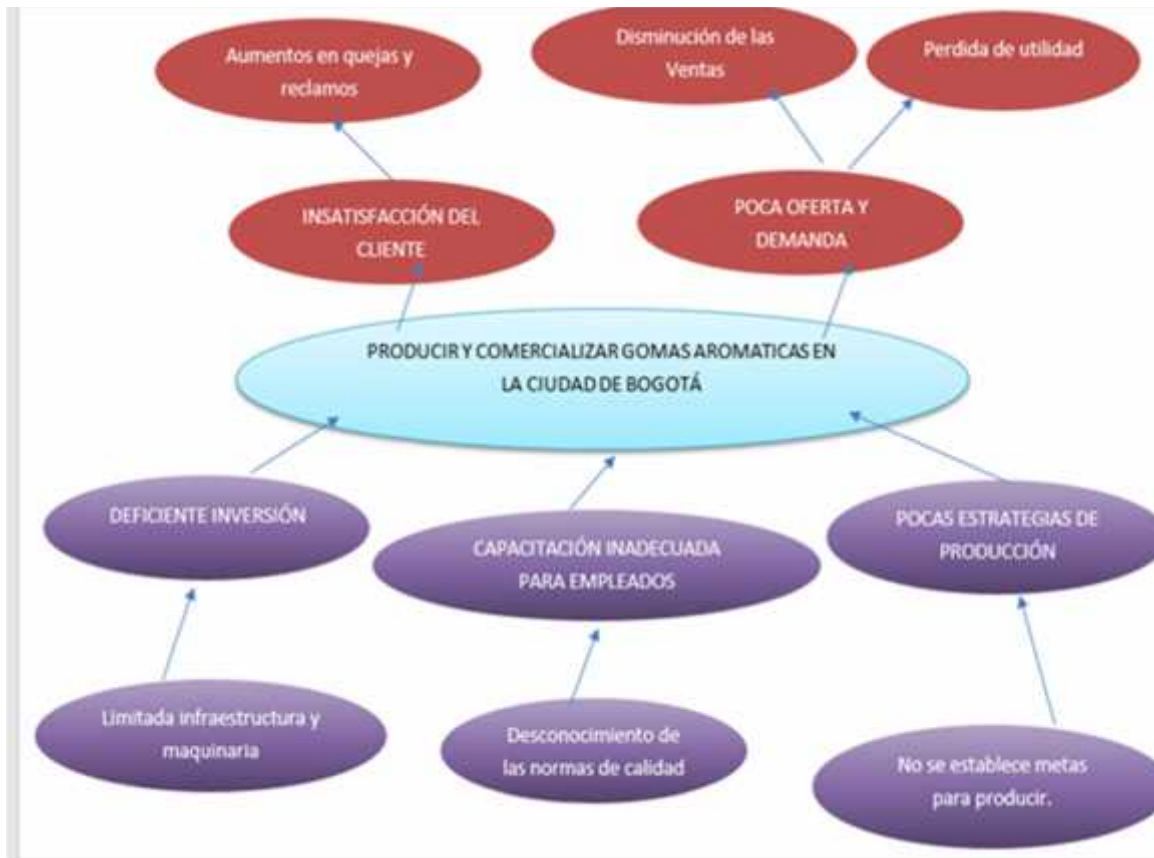 Aumentos en quejas y
reclamos
Disminución de las
Ventas
Perdida de utilidad
INSATISFACCIÓN DEL
CLIENTE
POCA OFERTA Y
DEMANDA
PRODUCIR Y COMERCIALIZAR GOMAS AROMATICAS EN
LA CIUDAD DE BOGOTÁ
DEFICIENTE INVERSIÓN
CAPACITACIÓN INADECUADA
PARA EMPLEADOS
POCAS ESTRATEGIAS DE
PRODUCCIÓN
Limitada infraestructura y
maquinaria
Desconocimiento de
las normas de calidad
No se establece metas
para producir.